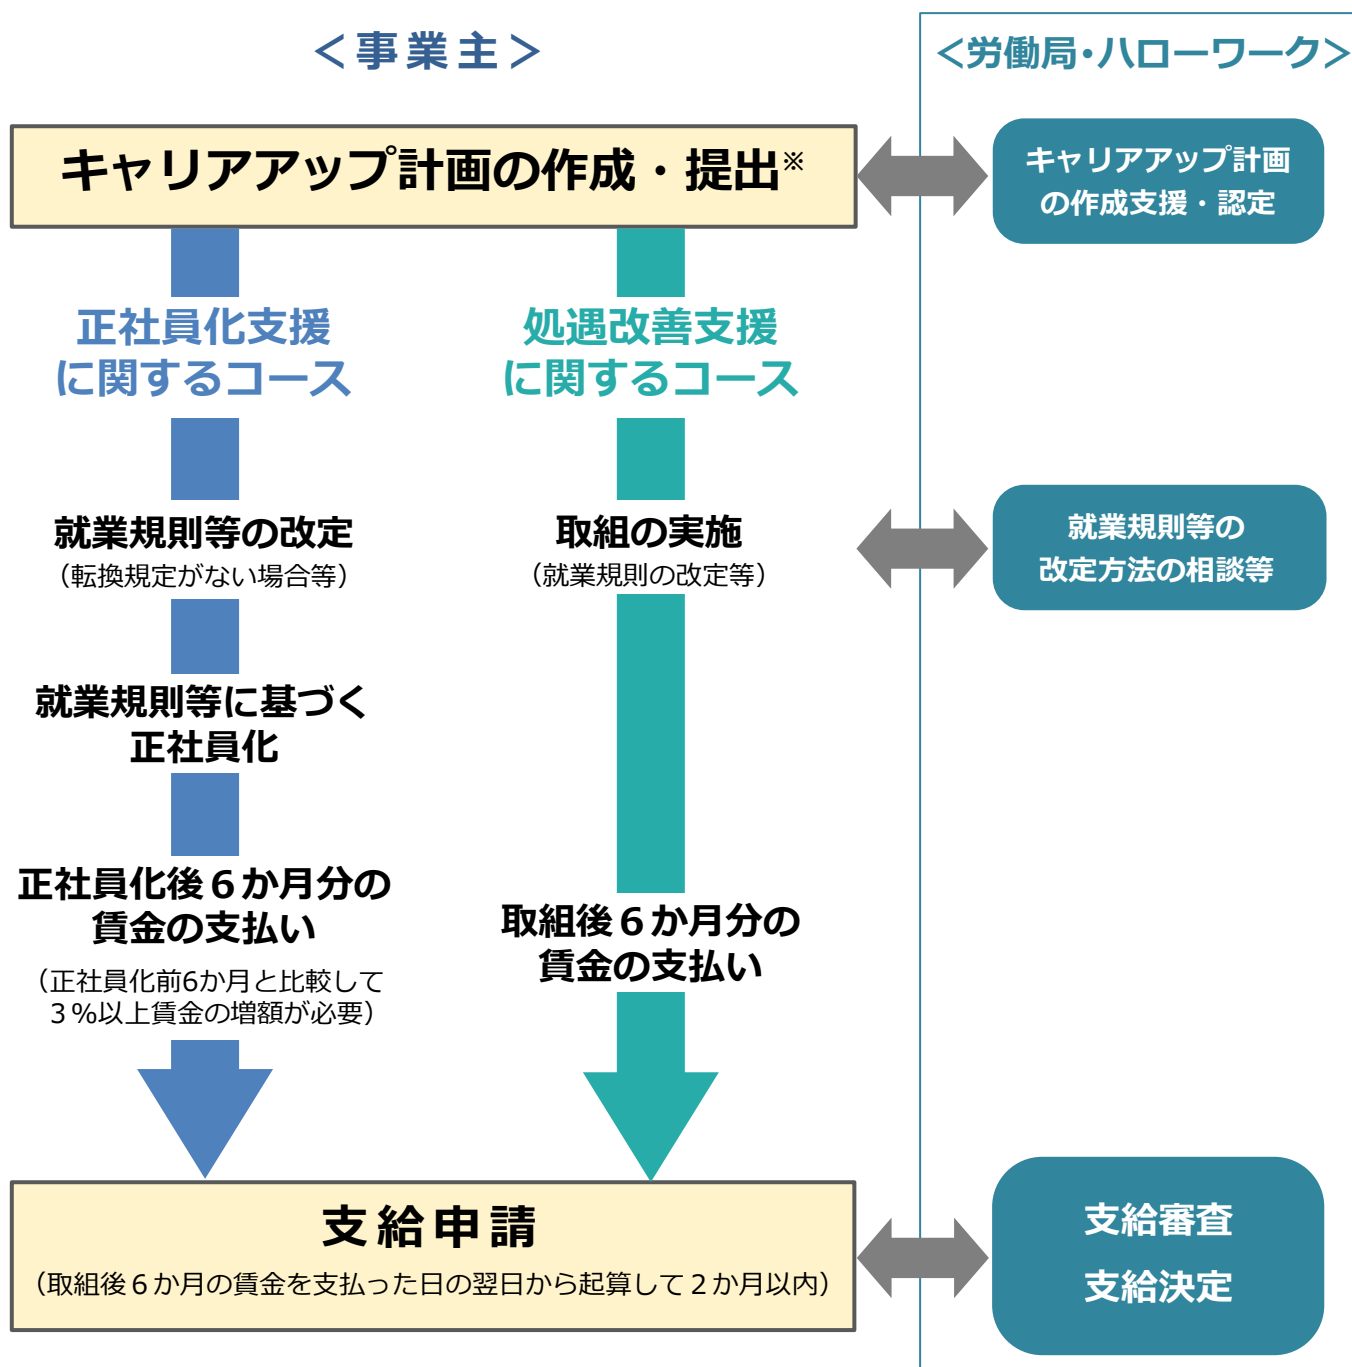 ＜事業主＞
＜労働局・ハローワーク＞
キャリアアップ計画の作成・提出※
キャリアアップ計画
の作成支援・認定
正社員化支援
に関するコース
処遇改善支援
に関するコース
就業規則等の改定
（転換規定がない場合等）
取組の実施
（就業規則の改定等）
就業規則等の
改定方法の相談等
就業規則等に基づく
正社員化
正社員化後６か月分の
賃金の支払い
（正社員化前6か月と比較して
３％以上賃金の増額が必要）
取組後６か月分の
賃金の支払い
支給申請
（取組後６か月の賃金を支払った日の翌日から起算して２か月以内）
支給審査
支給決定